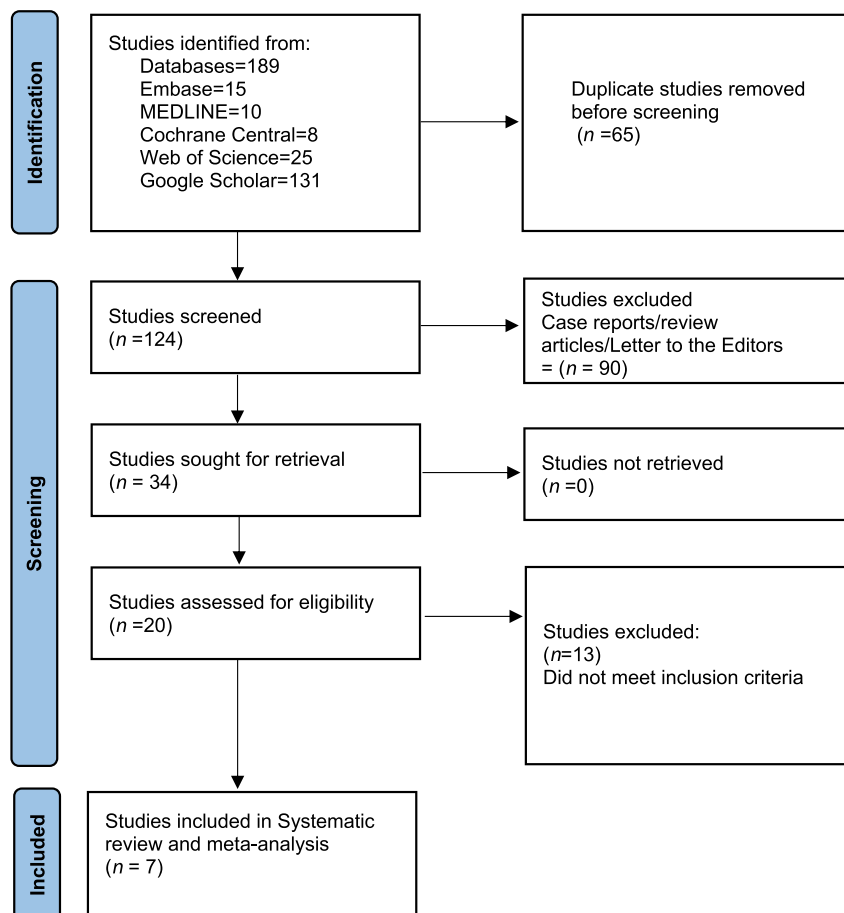 Identification
Studies identified from:
Databases=189
Embase=15
MEDLINE=10
Cochrane Central=8
Web of Science=25
Google Scholar=131
Duplicate studies removed
before screening
(n =65)
Screening
Studies screened
(n =124)
Studies excluded
Case reports/review
articles/Letter to the Editors
= (n = 90)
Studies sought for retrieval
(n = 34)
Studies not retrieved
(n =0)
Studies assessed for eligibility
(n =20)
Studies excluded:
(n=13)
Did not meet inclusion criteria
Included
Studies included in Systematic
review and meta-analysis
(n = 7)